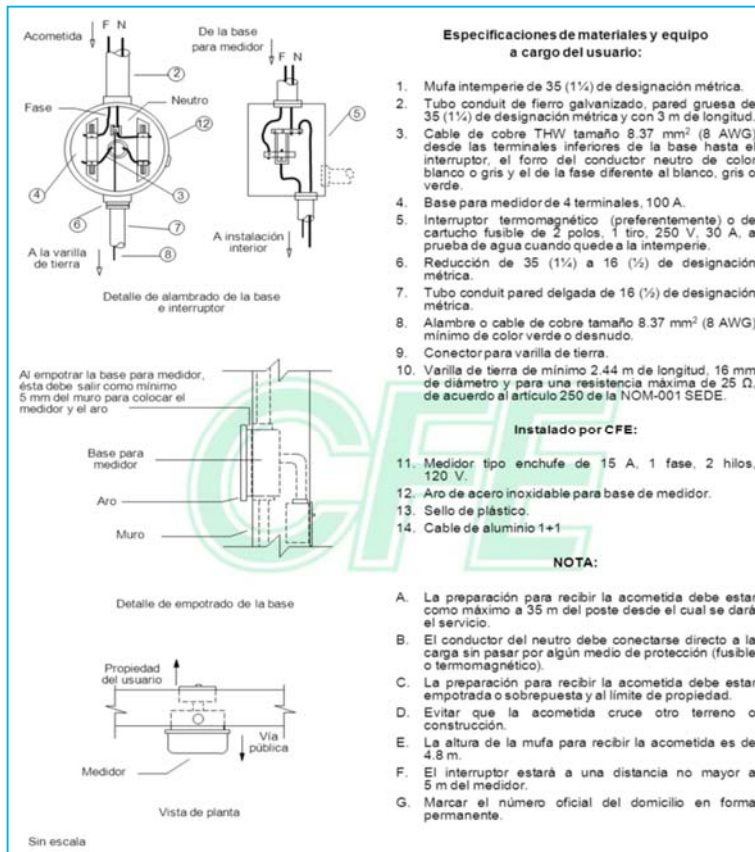 F N
Acometida
De la base
para medidor
F N
2
Fase
Neutro
12
5
4
3
6
7
A la varilla
de tierra
8
A instalación
interior
Detalle de alambrado de la base
e interruptor
Al empotrar la base para medidor,
ésta debe salir como mínimo
5 mm del muro para colocar el
medidor y el aro
Base para
medidor
Aro
Muro
Detalle de empotrado de la base
Propiedad
del usuario
Vía
pública
Medidor
Vista de planta
Sin escala
CFE
Especificaciones de materiales y equipo
a cargo del usuario:
1. Mufa intemperie de 35 (1¼) de designación métrica.
2. Tubo conduit de fierro galvanizado, pared gruesa de
35 (1¼) de designación métrica y con 3 m de longitud.
3. Cable de cobre THW tamaño 8.37 mm² (8 AWG)
desde las terminales inferiores de la base hasta el
interruptor, el forro del conductor neutro de color
blanco o gris y el de la fase diferente al blanco, gris o
verde.
4. Base para medidor de 4 terminales, 100 A.
5. Interruptor termomagnético (preferentemente) o de
cartucho fusible de 2 polos, 1 tiro, 250 V, 30 A, a
prueba de agua cuando quede a la intemperie.
6. Reducción de 35 (1¼) a 16 (½) de designación
métrica.
7. Tubo conduit pared delgada de 16 (½) de designación
métrica.
8. Alambre o cable de cobre tamaño 8.37 mm² (8 AWG)
mínimo de color verde o desnudo.
9. Conector para varilla de tierra.
10. Varilla de tierra de mínimo 2.44 m de longitud, 16 mm
de diámetro y para una resistencia máxima de 25 Ω,
de acuerdo al artículo 250 de la NOM-001 SEDE.
Instalado por CFE:
11. Medidor tipo enchufe de 15 A, 1 fase, 2 hilos,
120 V.
12. Aro de acero inoxidable para base de medidor.
13. Sello de plástico.
14. Cable de aluminio 1+1
NOTA:
A. La preparación para recibir la acometida debe estar
como máximo a 35 m del poste desde el cual se dará
el servicio.
B. El conductor del neutro debe conectarse directo a la
carga sin pasar por algún medio de protección (fusible
o termomagnético).
C. La preparación para recibir la acometida debe estar
empotrada o sobrepuesta y al límite de propiedad.
D. Evitar que la acometida cruce otro terreno o
construcción.
E. La altura de la mufa para recibir la acometida es de
4.8 m.
F. El interruptor estará a una distancia no mayor a
5 m del medidor.
G. Marcar el número oficial del domicilio en forma
permanente.